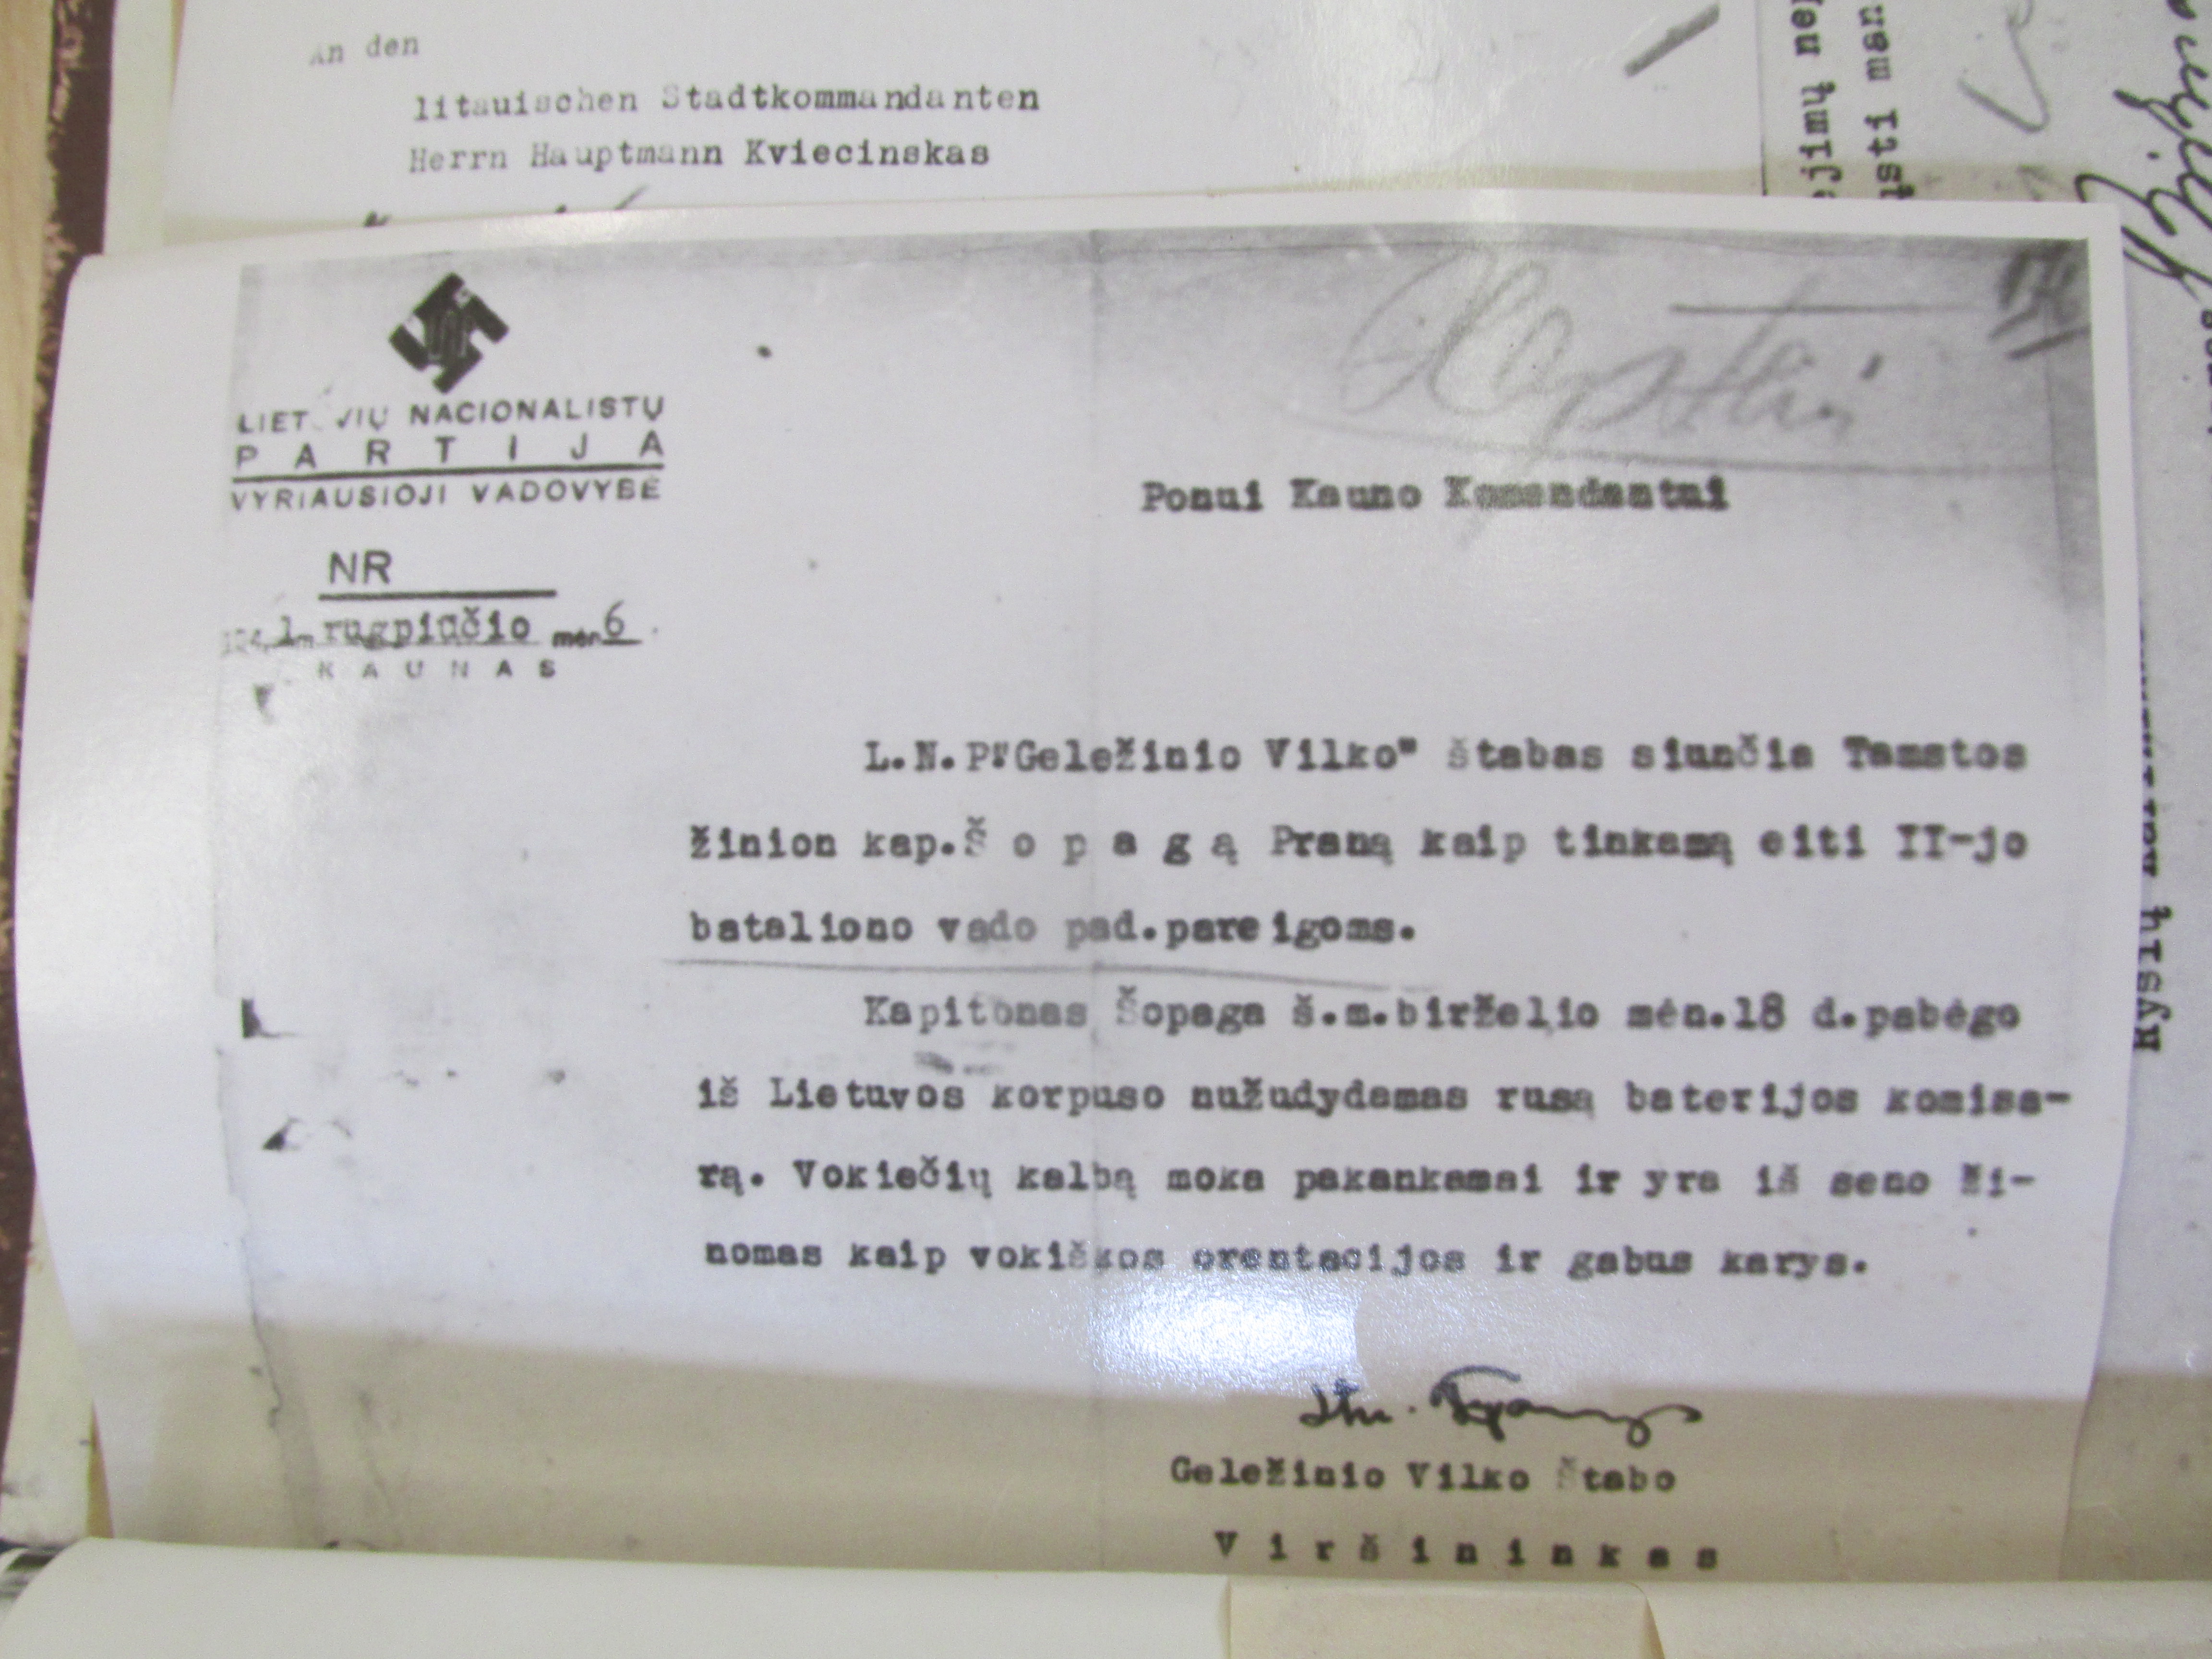 An den
litauischen Stadtkommandanten
Herrn Hauptmann Kviecinskas
LIETUVIŲ NACIONALISTŲ
PARTIJA
VYRIAUSIOJI VADOVYBĖ
NR
1941 m. rugpiučio mėn. 6
KAUNAS
Ponui Kauno Komendantui
L.N.P."Geležinio Vilko" štabas siunčia Tamstos
žinion kap.Šopagą Praną kaip tinkamą eiti II-jo
bataliono vado pad.pareigoms.
Kapitonas Šopaga š.m.birželio mėn.18 d.pabėgo
iš Lietuvos korpuso nužudydamas rusą baterijos komisa-
rą. Vokiečių kalbą moka pakankamai ir yra iš seno ži-
nomas kaip vokiškos orentacijos ir gabus karys.
Geležinio Vilko Štabo
Viršininkas